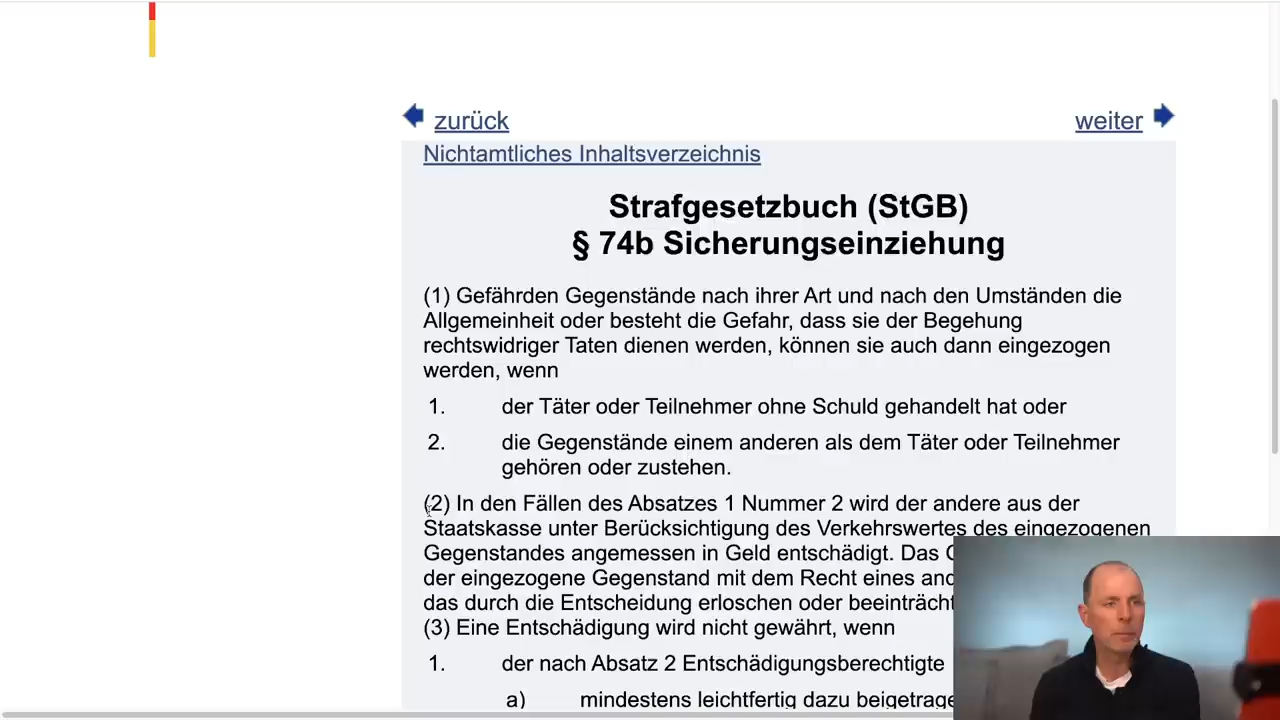 zurück
weiter
Nichtamtliches Inhaltsverzeichnis
Strafgesetzbuch (StGB)
§ 74b Sicherungseinziehung
(1) Gefährden Gegenstände nach ihrer Art und nach den Umständen die
Allgemeinheit oder besteht die Gefahr, dass sie der Begehung
rechtswidriger Taten dienen werden, können sie auch dann eingezogen
werden, wenn
1. der Täter oder Teilnehmer ohne Schuld gehandelt hat oder
2. die Gegenstände einem anderen als dem Täter oder Teilnehmer
gehören oder zustehen.
(2) In den Fällen des Absatzes 1 Nummer 2 wird der andere aus der
Staatskasse unter Berücksichtigung des Verkehrswertes des eingezogenen
Gegenstandes angemessen in Geld entschädigt. Das
der eingezogene Gegenstand mit dem Recht eines
das durch die Entscheidung erloschen oder
(3) Eine Entschädigung wird nicht gewährt, wenn
1. der nach Absatz 2 Entschädigungsberechtigte
a) mindestens leichtfertig dazu